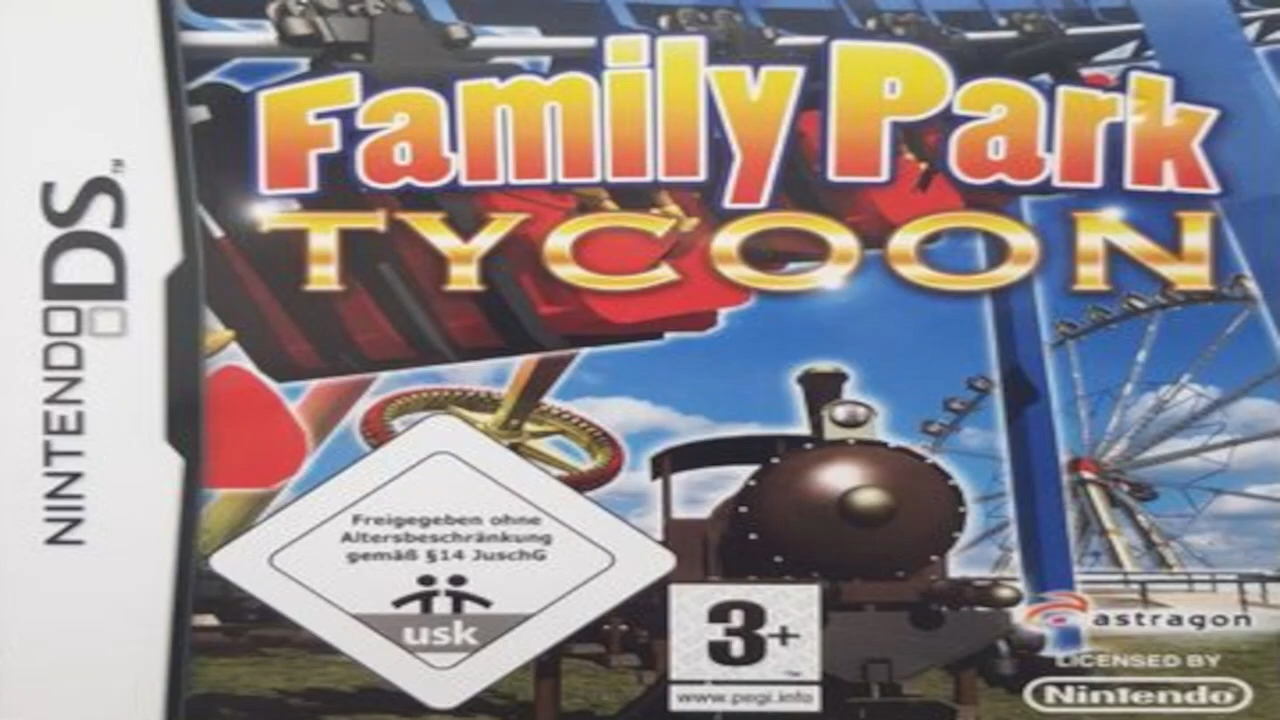 NINTENDO DS™
Family Park
TYCOON
Freigegeben ohne
Altersbeschränkung
gemäß §14 JuschG
usk
3+
www.pegi.info
astragon
LICENSED BY
Nintendo